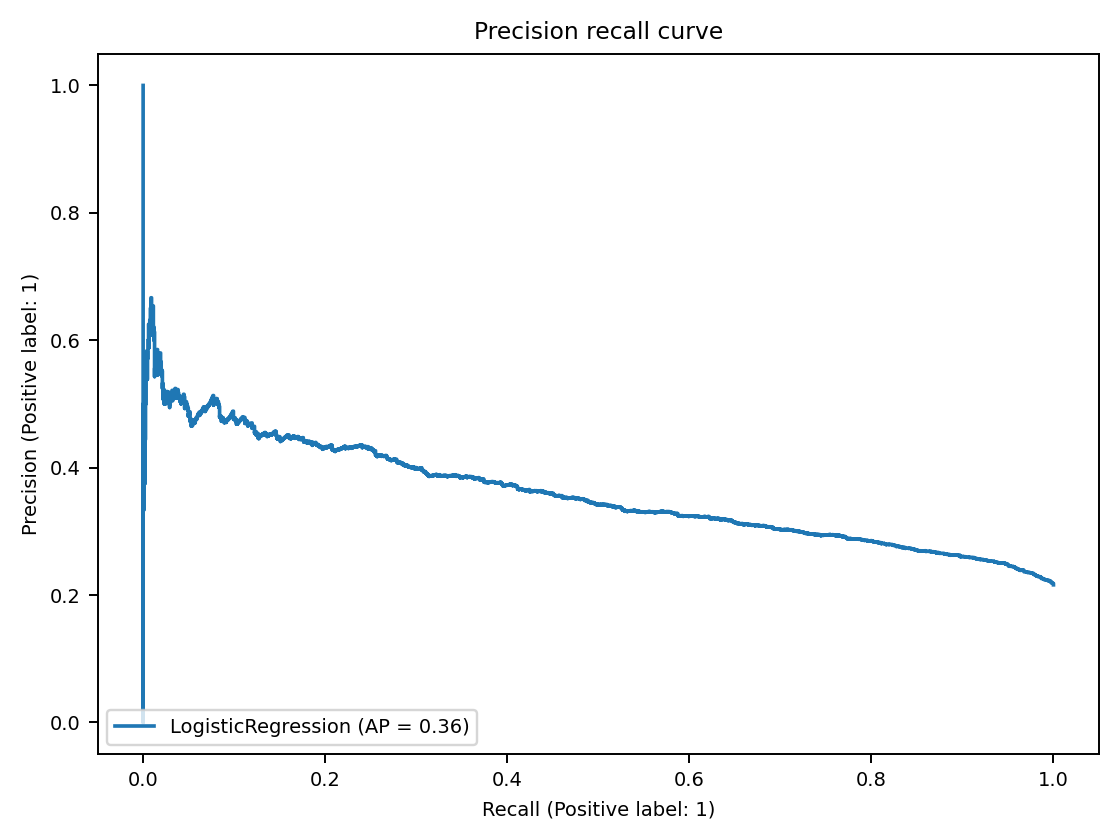 Precision recall curve
1.0
0.8
0.6
0.4
0.2
0.0
Precision (Positive label: 1)
LogisticRegression (AP = 0.36)
0.0 0.2 0.4 0.6 0.8 1.0
Recall (Positive label: 1)